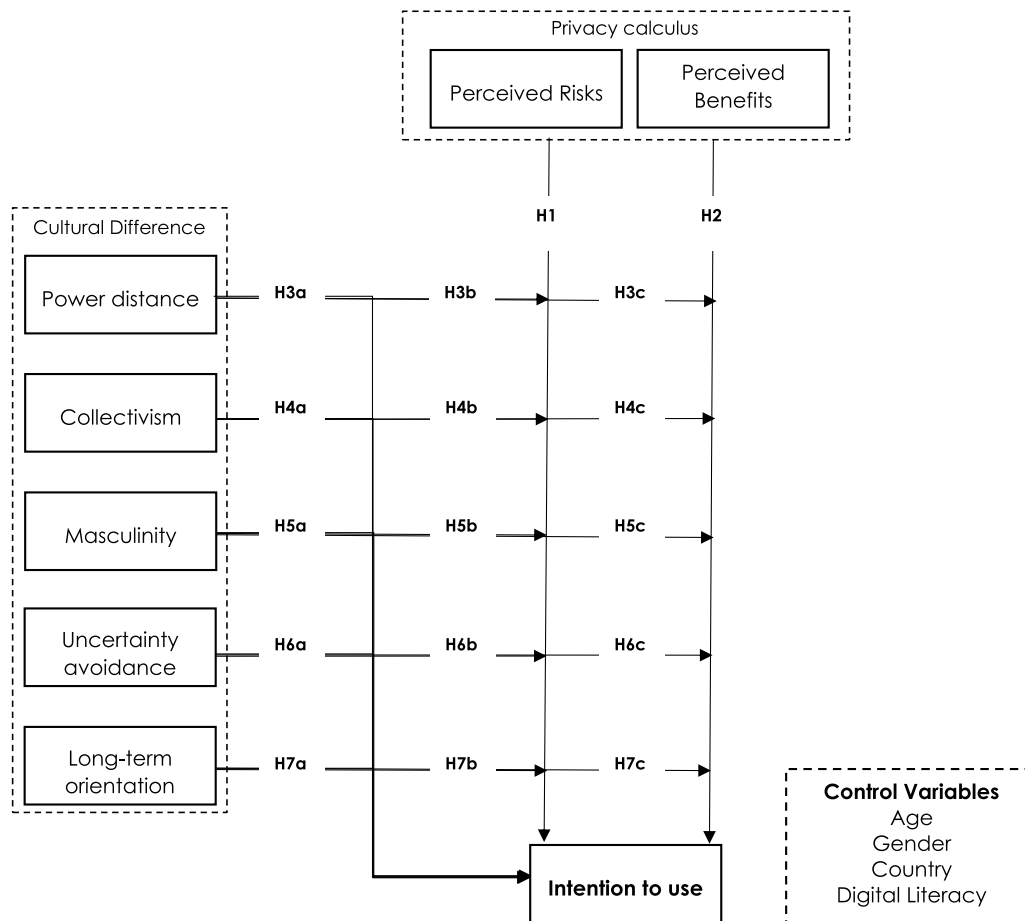 Privacy calculus
Perceived Risks
Perceived
Benefits
H1
H2
Cultural Difference
Power distance
H3a
H3b
H3c
Collectivism
H4a
H4b
H4c
Masculinity
H5a
H5b
H5c
Uncertainty
avoidance
H6a
H6b
H6c
Long-term
orientation
H7a
H7b
H7c
Control Variables
Age
Gender
Country
Digital Literacy
Intention to use